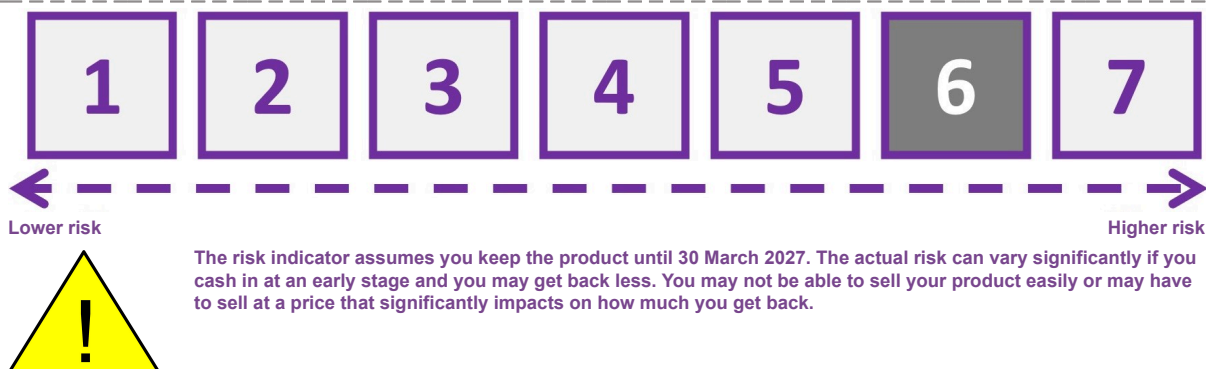 1 2 3 4 5 6 7
Lower risk Higher risk
The risk indicator assumes you keep the product until 30 March 2027. The actual risk can vary significantly if you
cash in at an early stage and you may get back less. You may not be able to sell your product easily or may have
to sell at a price that significantly impacts on how much you get back.
!